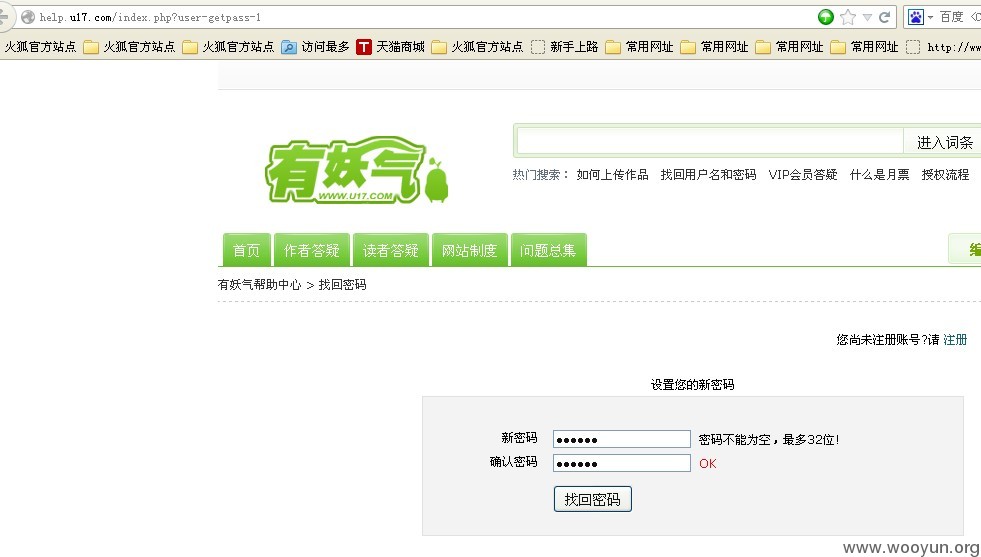 help.u17.com/index.php?user-getpass-1
百度
火狐官方站点 火狐官方站点 火狐官方站点 访问最多 天猫商城 火狐官方站点 新手上路 常用网址 常用网址 常用网址 常用网址 http://ww
有妖气
WWW.U17.COM
进入词条
热门搜索: 如何上传作品 找回用户名和密码 VIP会员答疑 什么是月票 授权流程
首页 作者答疑 读者答疑 网站制度 问题总集
有妖气帮助中心 > 找回密码
您尚未注册账号?请 注册
设置您的新密码
新密码 ●●●●●● 密码不能为空，最多32位!
确认密码 ●●●●●● OK
找回密码
www.wooyun.org